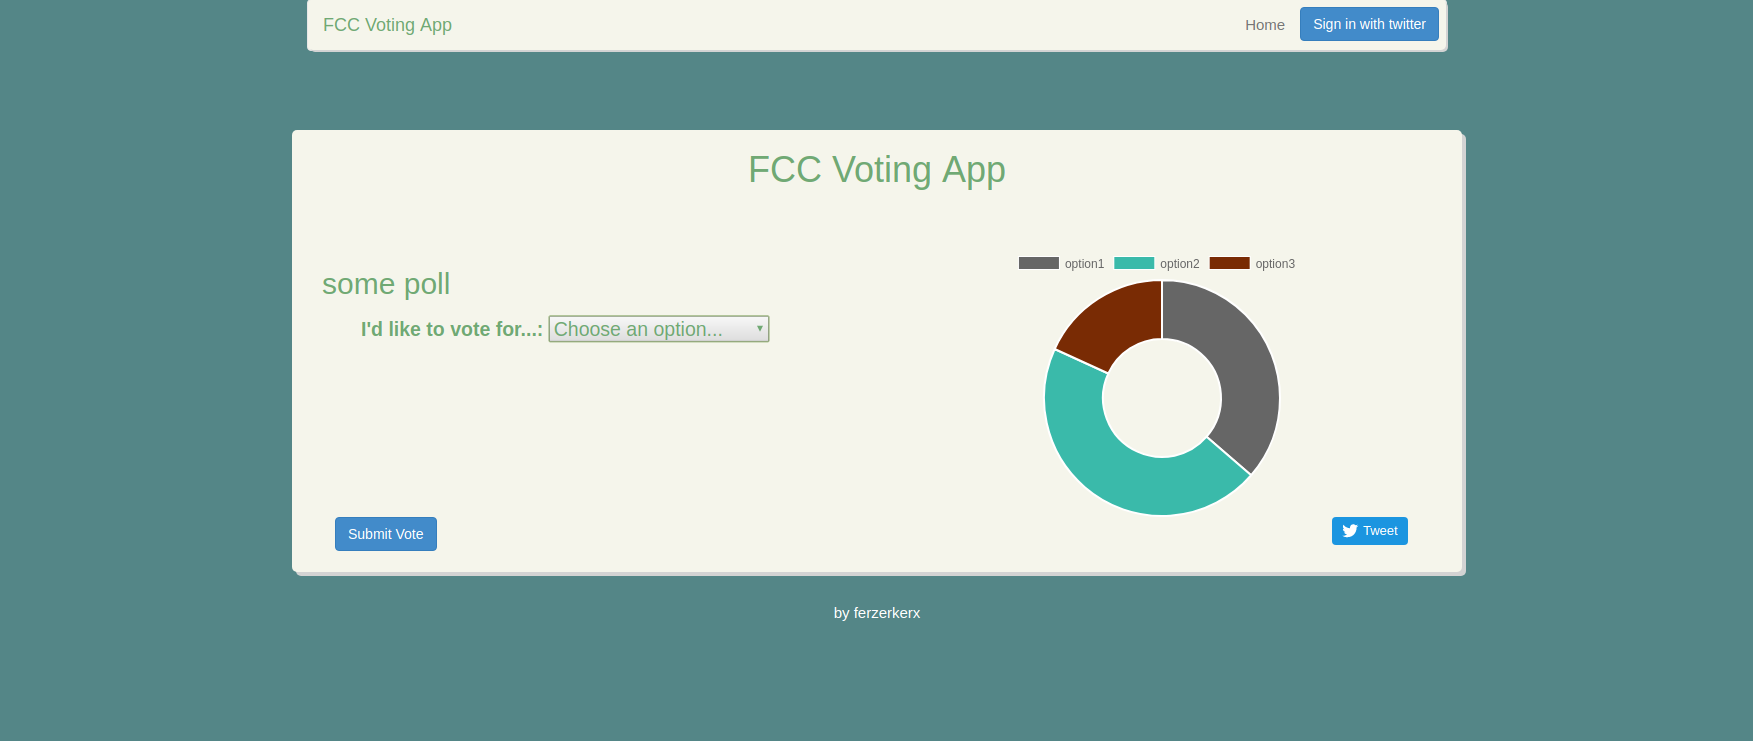 FCC Voting App
Home
Sign in with twitter
FCC Voting App
some poll
I'd like to vote for...: Choose an option...
option1 option2 option3
Submit Vote
Tweet
by ferzerkerx